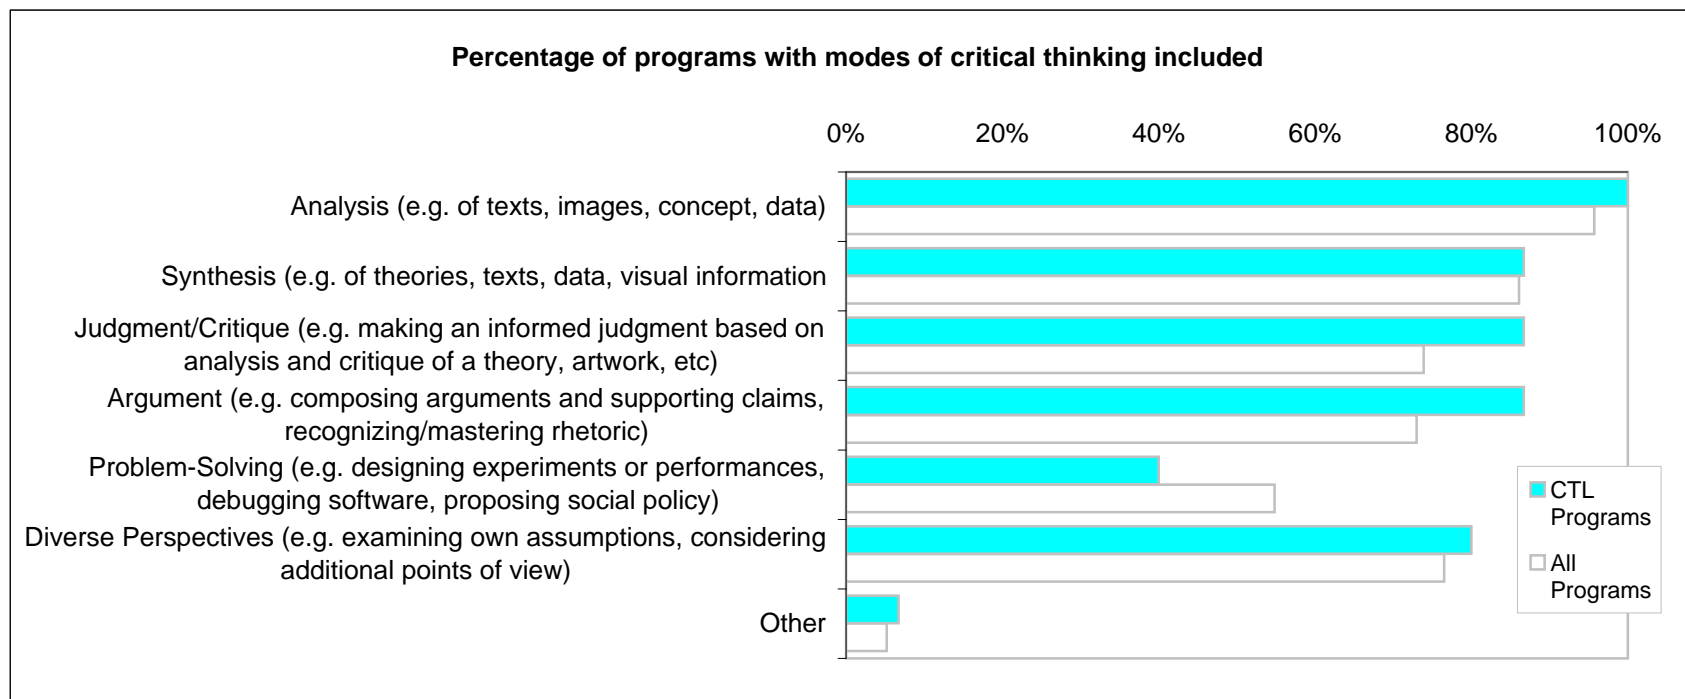 Percentage of programs with modes of critical thinking included
0% 20% 40% 60% 80% 100%
Analysis (e.g. of texts, images, concept, data)
Synthesis (e.g. of theories, texts, data, visual information
Judgment/Critique (e.g. making an informed judgment based on
analysis and critique of a theory, artwork, etc)
Argument (e.g. composing arguments and supporting claims,
recognizing/mastering rhetoric)
Problem-Solving (e.g. designing experiments or performances,
debugging software, proposing social policy)
Diverse Perspectives (e.g. examining own assumptions, considering
additional points of view)
Other
CTL
Programs
All
Programs